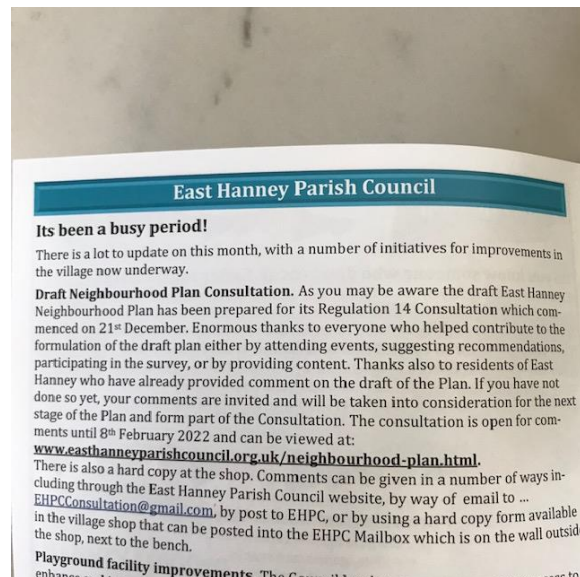 East Hanney Parish Council
Its been a busy period!
There is a lot to update on this month, with a number of initiatives for improvements in
the village now underway.
Draft Neighbourhood Plan Consultation. As you may be aware the draft East Hanney
Neighbourhood Plan has been prepared for its Regulation 14 Consultation which com-
menced on 21st December. Enormous thanks to everyone who helped contribute to the
formulation of the draft plan either by attending events, suggesting recommendations,
participating in the survey, or by providing content. Thanks also to residents of East
Hanney who have already provided comment on the draft of the Plan. If you have not
done so yet, your comments are invited and will be taken into consideration for the next
stage of the Plan and form part of the Consultation. The consultation is open for com-
ments until 8th February 2022 and can be viewed at:
www.easthanneyparishcouncil.org.uk/neighbourhood-plan.html.
There is also a hard copy at the shop. Comments can be given in a number of ways in-
cluding through the East Hanney Parish Council website, by way of email to ...
EHPCConsultation@gmail.com, by post to EHPC, or by using a hard copy form available
in the village shop that can be posted into the EHPC Mailbox which is on the wall outside
the shop, next to the bench.
Playground facility improvements. The